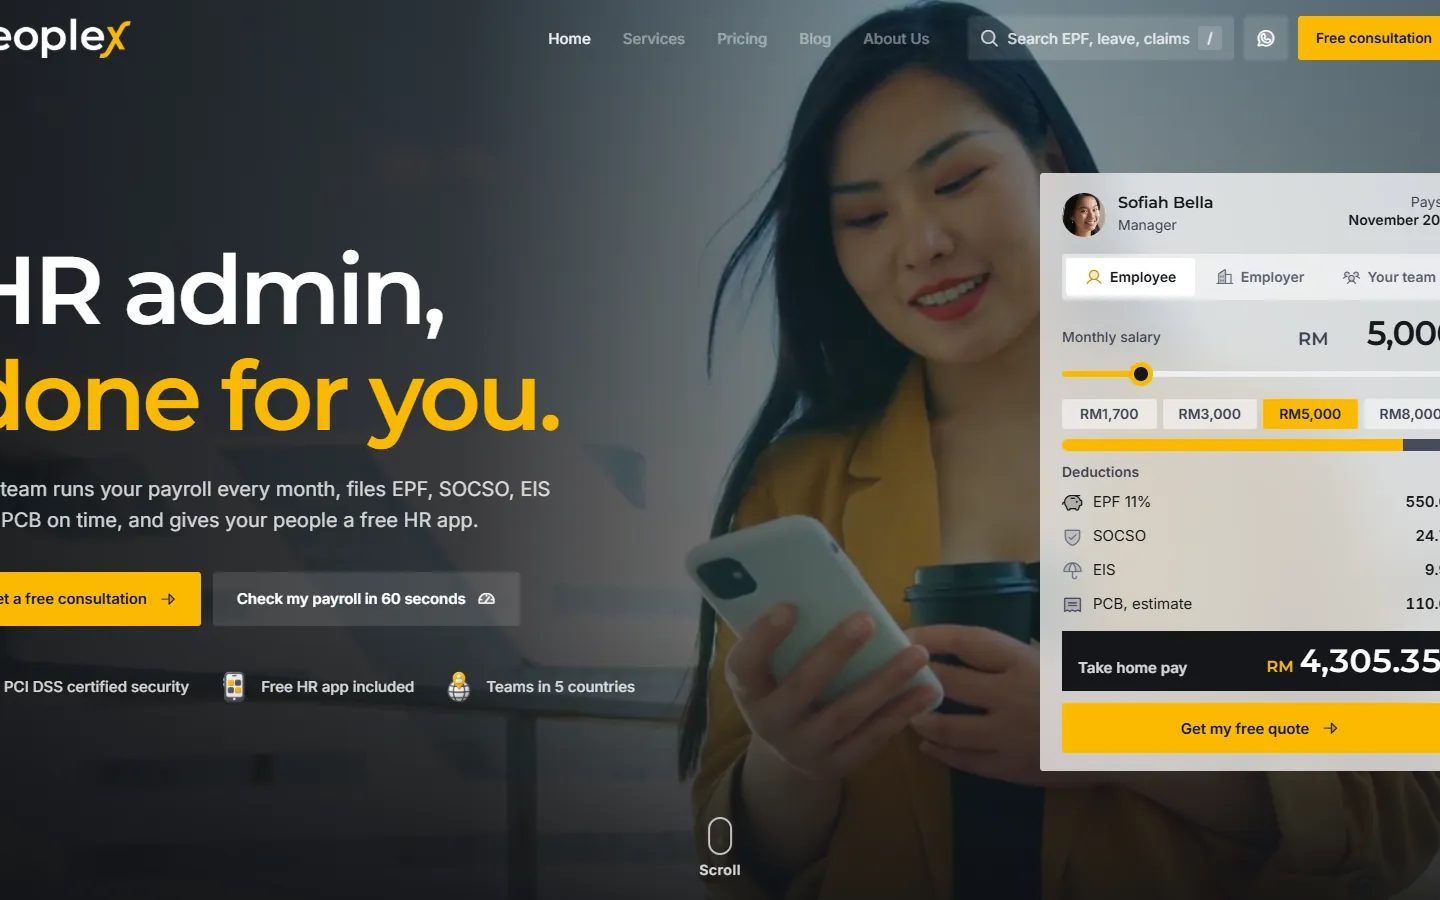 eoplex
Home Services Pricing Blog About Us Search EPF, leave, claims / Free consultation
HR admin,
done for you.
team runs your payroll every month, files EPF, SOCSO, EIS
PCB on time, and gives your people a free HR app.
et a free consultation
Check my payroll in 60 seconds
PCI DSS certified security
Free HR app included
Teams in 5 countries
Sofiah Bella
Manager
Pays
November 20
Employee Employer Your team
Monthly salary RM 5,000
RM1,700 RM3,000 RM5,000 RM8,000
Deductions
EPF 11% 550.
SOCSO 24.
EIS 9.
PCB, estimate 110.
Take home pay RM 4,305.35
Get my free quote
Scroll